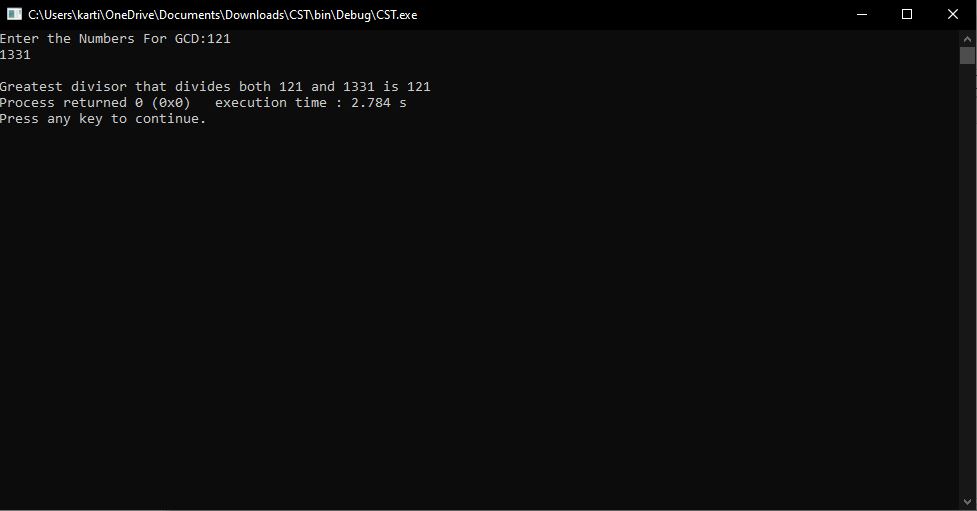 C:\Users\karti\OneDrive\Documents\Downloads\CST\bin\Debug\CST.exe
Enter the Numbers For GCD:121
1331
Greatest divisor that divides both 121 and 1331 is 121
Process returned 0 (0x0)   execution time : 2.784 s
Press any key to continue.